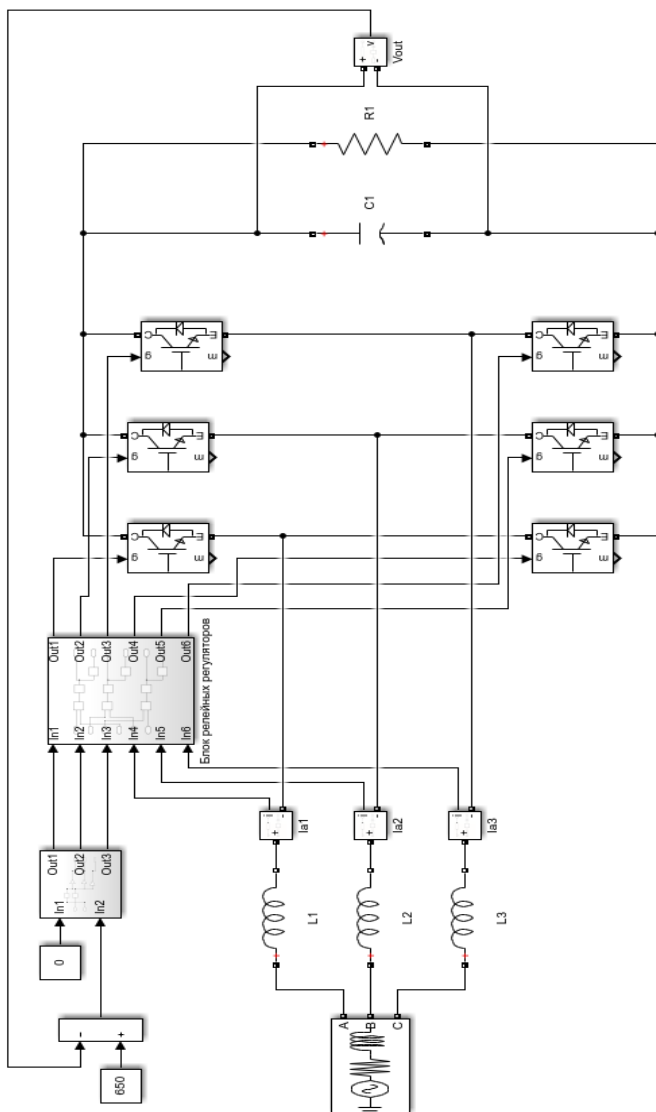 650
-
+
0
In1
In2
Out1
Out2
Out3
In1
In2
In3
In4
In5
In6
Out1
Out2
Out3
Out4
Out5
Out6
Блок релейных регуляторов
g
C
E
m
g
C
E
m
g
C
E
m
A
B
C
L1
L2
L3
+
-
Ia1
+
-
Ia2
+
-
Ia3
g
C
E
m
g
C
E
m
g
C
E
m
+
C1
+
R1
+
-
v
Vout